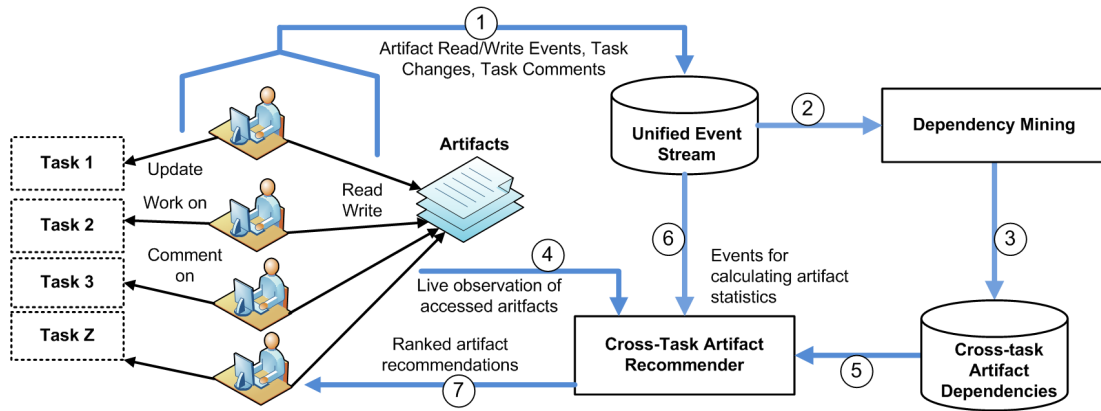 1
Artifact Read/Write Events, Task
Changes, Task Comments
Unified Event
Stream
2
Dependency Mining
Artifacts
Task 1
Update
Read
Write
Task 2
Work on
Comment
on
Task 3
Task Z
3
4
Live observation of
accessed aritfacts
6
Events for
calculating artifact
statistics
Ranked artifact
recommendations
7
Cross-Task Artifact
Recommender
5
Cross-task
Artifact
Dependencies